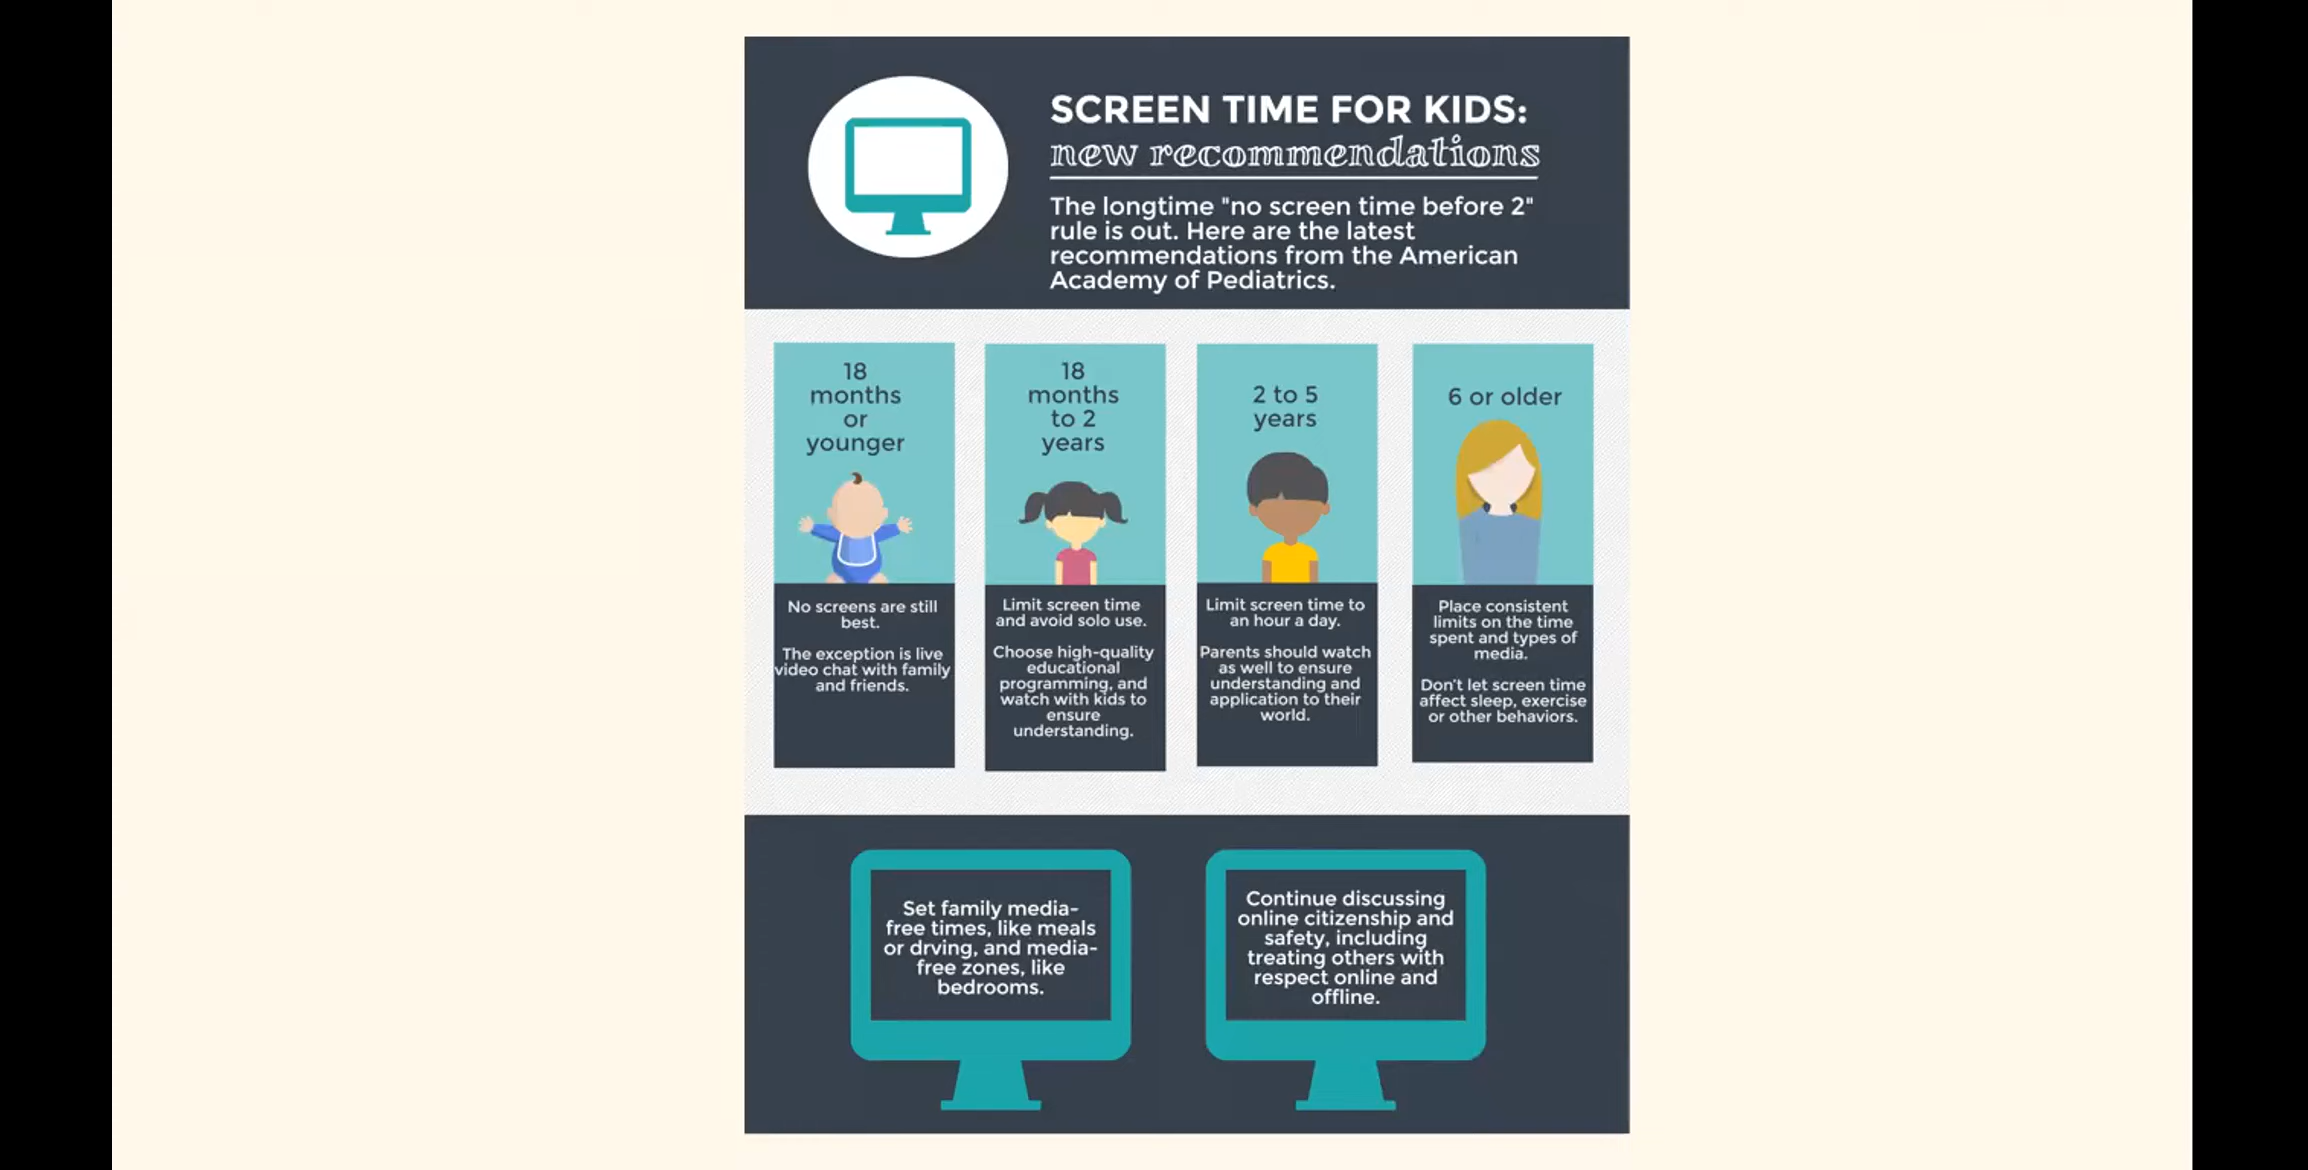 SCREEN TIME FOR KIDS:
new recommendations
The longtime "no screen time before 2"
rule is out. Here are the latest
recommendations from the American
Academy of Pediatrics.
18
months
or
younger
No screens are still
best.
The exception is live
video chat with family
and friends.
18
months
to 2
years
Limit screen time
and avoid solo use.
Choose high-quality
educational
programming, and
watch with kids to
ensure
understanding.
2 to 5
years
Limit screen time to
an hour a day.
Parents should watch
as well to ensure
understanding and
application to their
world.
6 or older
Place consistent
limits on the time
spent and types of
media.
Don't let screen time
affect sleep, exercise
or other behaviors.
Set family media-
free times, like meals
or drving, and media-
free zones, like
bedrooms.
Continue discussing
online citizenship and
safety, including
treating others with
respect online and
offline.